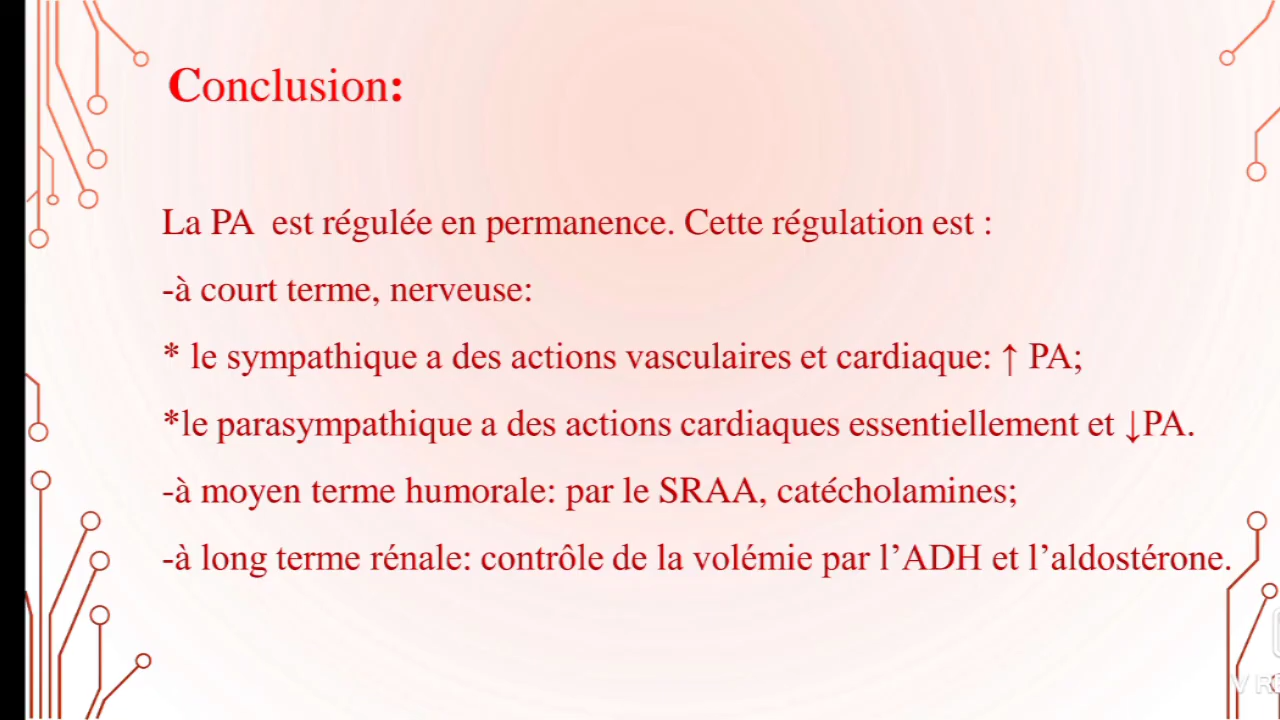 Conclusion:
La PA est régulée en permanence. Cette régulation est :
-à court terme, nerveuse:
* le sympathique a des actions vasculaires et cardiaque: ↑ PA;
*le parasympathique a des actions cardiaques essentiellement et ↓PA.
-à moyen terme humorale: par le SRAA, catécholamines;
-à long terme rénale: contrôle de la volémie par l’ADH et l’aldostérone.